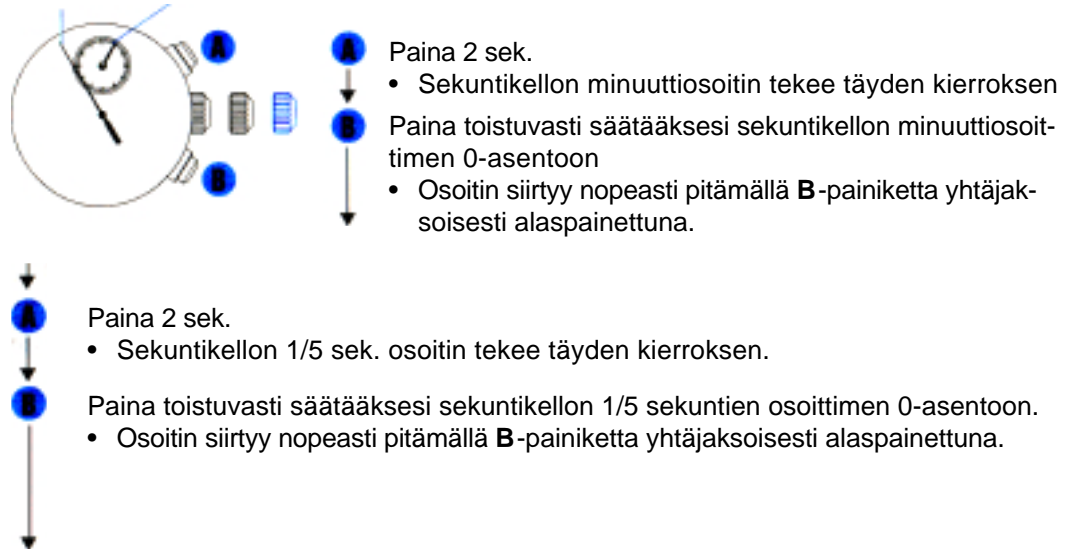 A
B
A
Paina 2 sek.
• Sekuntikellon minuuttiosoitin tekee täyden kierroksen
B
Paina toistuvasti säätääksesi sekuntikellon minuuttiosoit-
timen 0-asentoon
• Osoitin siirtyy nopeasti pitämällä B-painiketta yhtäjak-
soisesti alaspainettuna.
A
Paina 2 sek.
• Sekuntikellon 1/5 sek. osoitin tekee täyden kierroksen.
B
Paina toistuvasti säätääksesi sekuntikellon 1/5 sekuntien osoittimen 0-asentoon.
• Osoitin siirtyy nopeasti pitämällä B-painiketta yhtäjaksoisesti alaspainettuna.